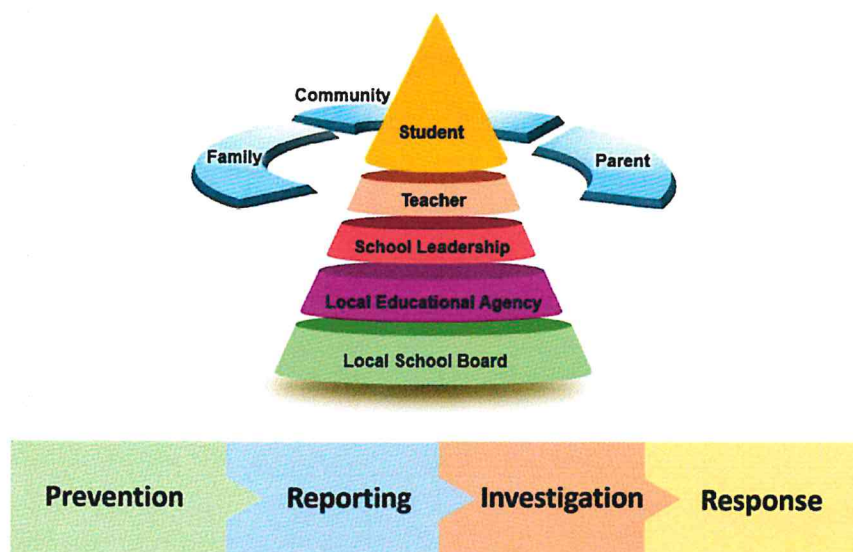 Community
Student
Family
Parent
Teacher
School Leadership
Local Educational Agency
Local School Board
Prevention
Reporting
Investigation
Response